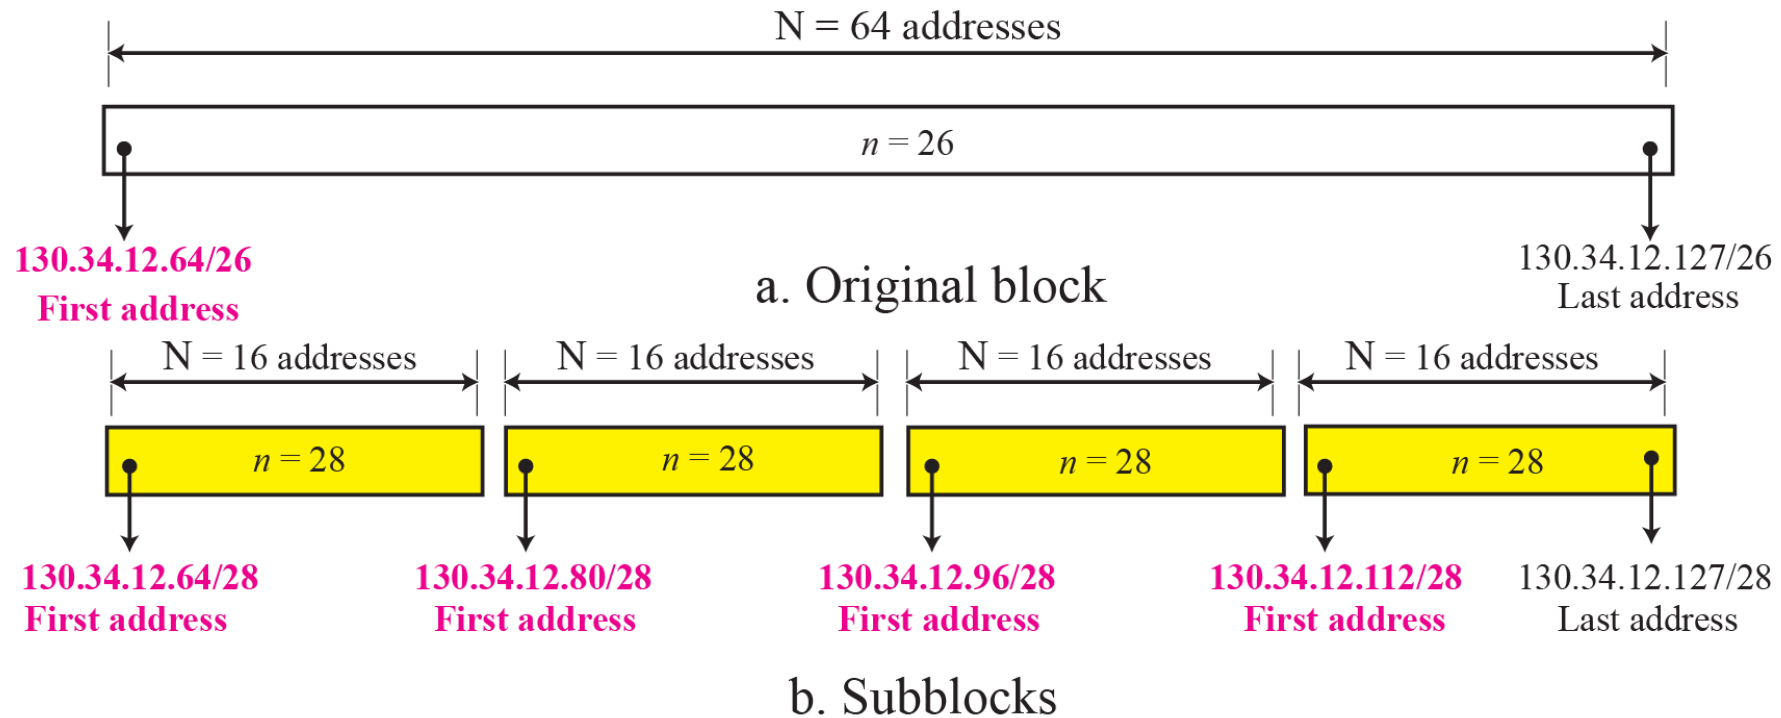 N = 64 addresses
n = 26
130.34.12.64/26
First address
a. Original block
130.34.12.127/26
Last address
N = 16 addresses
N = 16 addresses
N = 16 addresses
N = 16 addresses
n = 28
n = 28
n = 28
n = 28
130.34.12.64/28
First address
130.34.12.80/28
First address
130.34.12.96/28
First address
130.34.12.112/28
First address
130.34.12.127/28
Last address
b. Subblocks